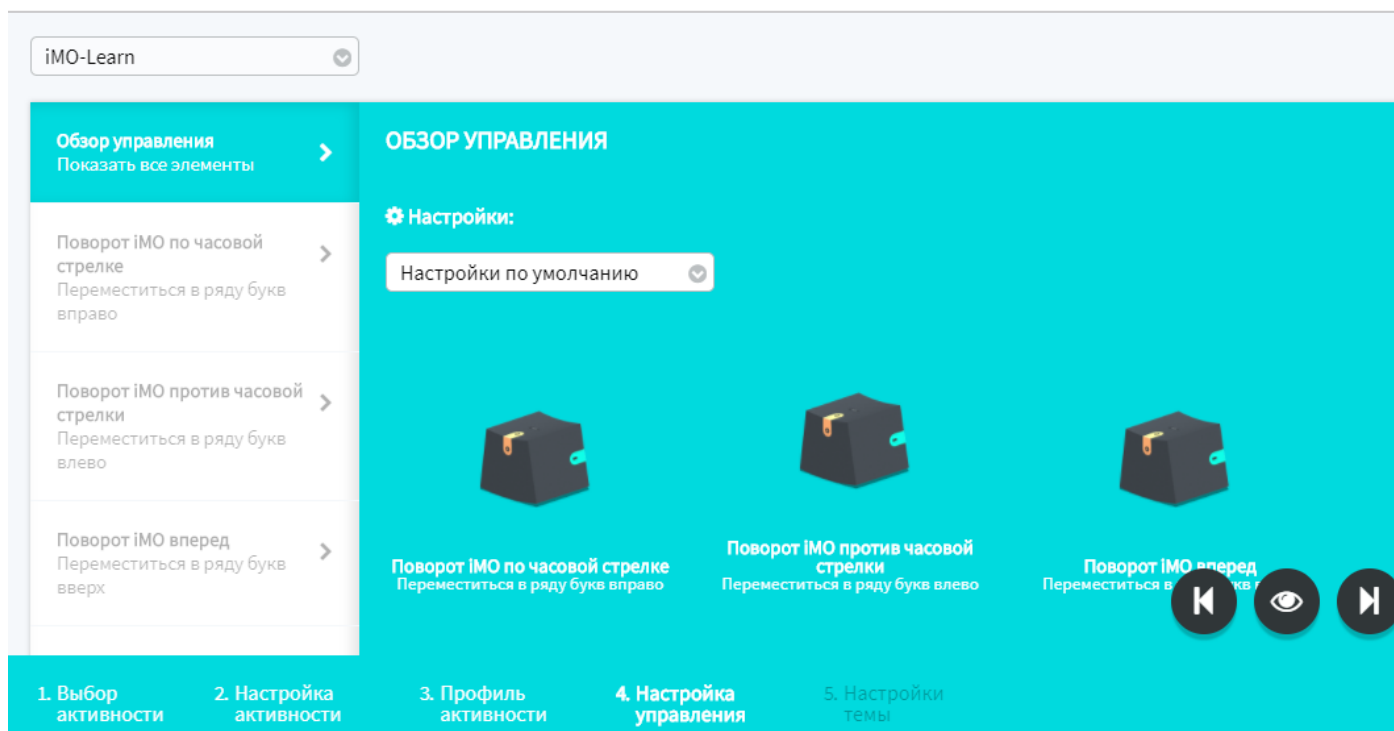 iMO-Learn
Обзор управления
Показать все элементы
Поворот iMO по часовой
стрелке
Переместиться в ряду букв
вправо
Поворот iMO против часовой
стрелки
Переместиться в ряду букв
влево
Поворот iMO вперед
Переместиться в ряду букв
вверх
ОБЗОР УПРАВЛЕНИЯ
Настройки:
Настройки по умолчанию
Поворот iMO по часовой стрелке
Переместиться в ряду букв вправо
Поворот iMO против часовой
стрелки
Переместиться в ряду букв влево
Поворот iMO вперед
Переместиться в
1. Выбор
активности
2. Настройка
активности
3. Профиль
активности
4. Настройка
управления
5. Настройки
темы